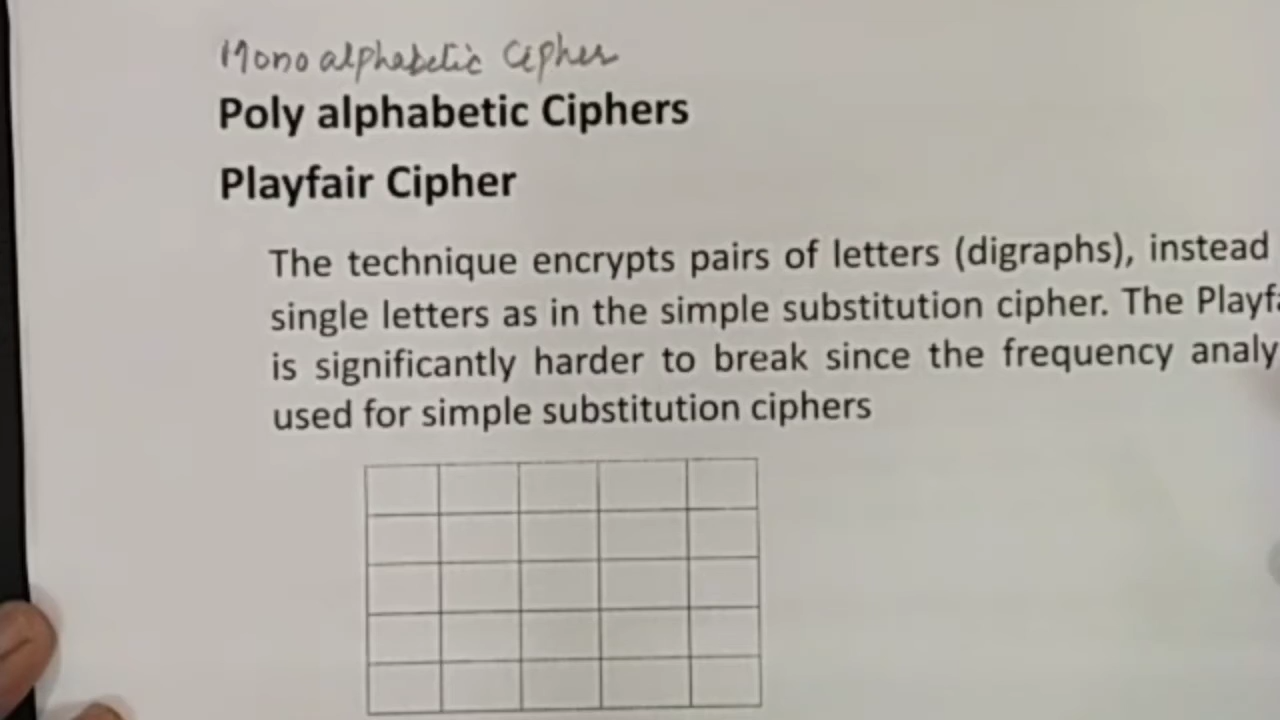 Mono alphabetic Cipher
Poly alphabetic Ciphers
Playfair Cipher
The technique encrypts pairs of letters (digraphs), instead
single letters as in the simple substitution cipher. The Playfa
is significantly harder to break since the frequency analy
used for simple substitution ciphers